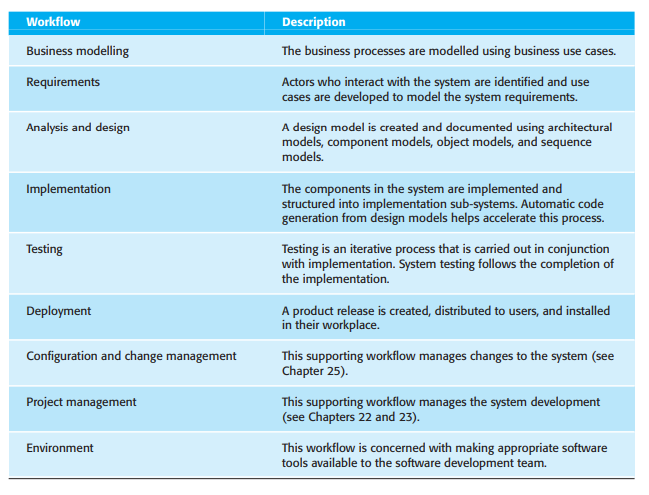 Workflow Description
Business modelling The business processes are modelled using business use cases.
Requirements Actors who interact with the system are identified and use
cases are developed to model the system requirements.
Analysis and design A design model is created and documented using architectural
models, component models, object models, and sequence
models.
Implementation The components in the system are implemented and
structured into implementation sub-systems. Automatic code
generation from design models helps accelerate this process.
Testing Testing is an iterative process that is carried out in conjunction
with implementation. System testing follows the completion of
the implementation.
Deployment A product release is created, distributed to users, and installed
in their workplace.
Configuration and change management This supporting workflow manages changes to the system (see
Chapter 25).
Project management This supporting workflow manages the system development
(see Chapters 22 and 23).
Environment This workflow is concerned with making appropriate software
tools available to the software development team.